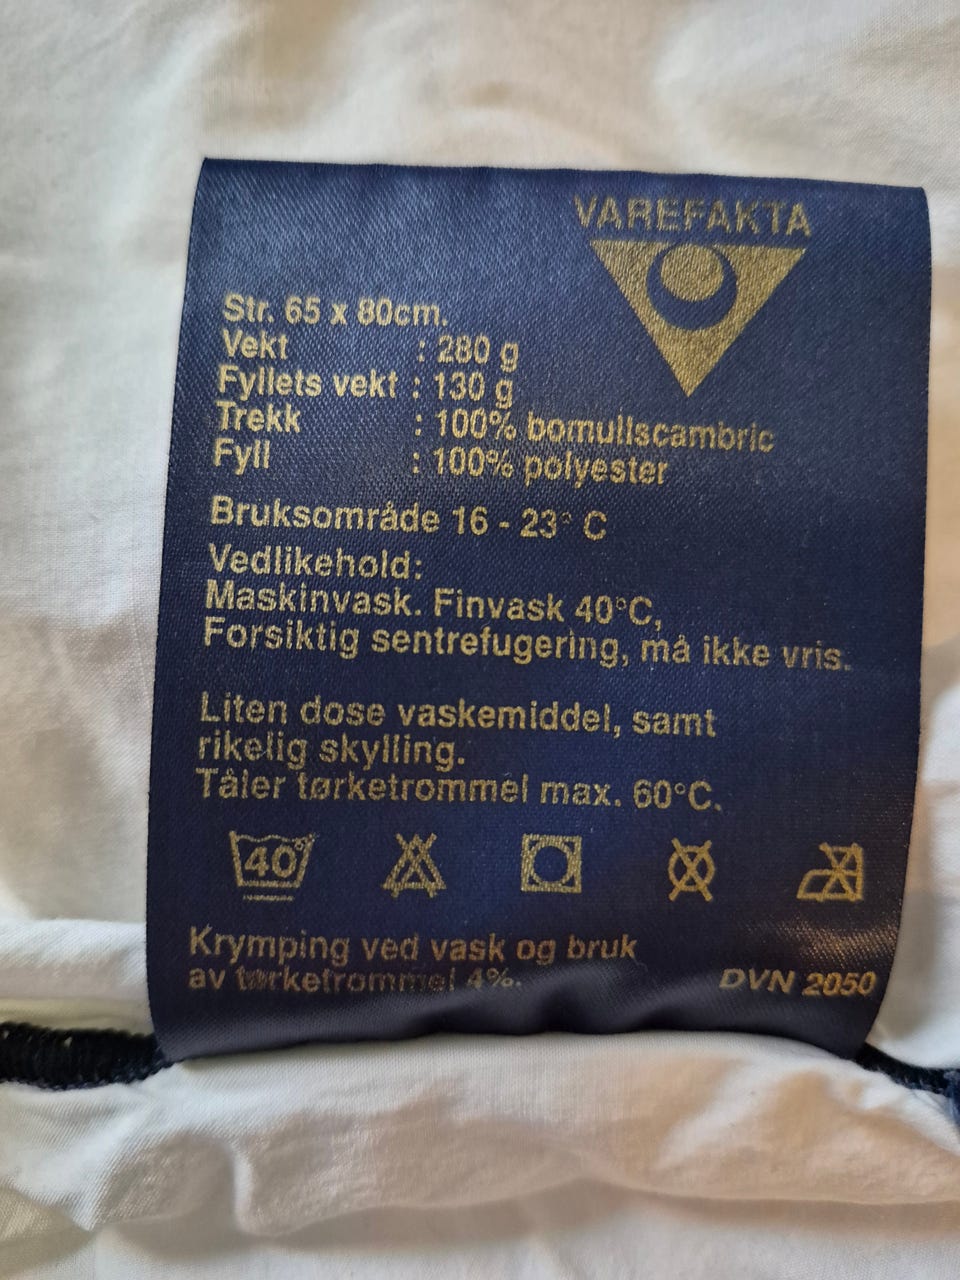 VAREFAKTA
Str. 65 x 80cm.
Vekt : 280 g
Fyllets vekt : 130 g
Trekk : 100% bomullscambric
Fyll : 100% polyester
Bruksområde 16 - 23° C
Vedlikehold:
Maskinvask. Finvask 40°C,
Forsiktig sentrefugering, må ikke vris.
Liten dose vaskemiddel, samt
rikelig skylling.
Tåler tørketrommel max. 60°C.
40°
Krymping ved vask og bruk
av tørketrommel 4%.
DVN 2050